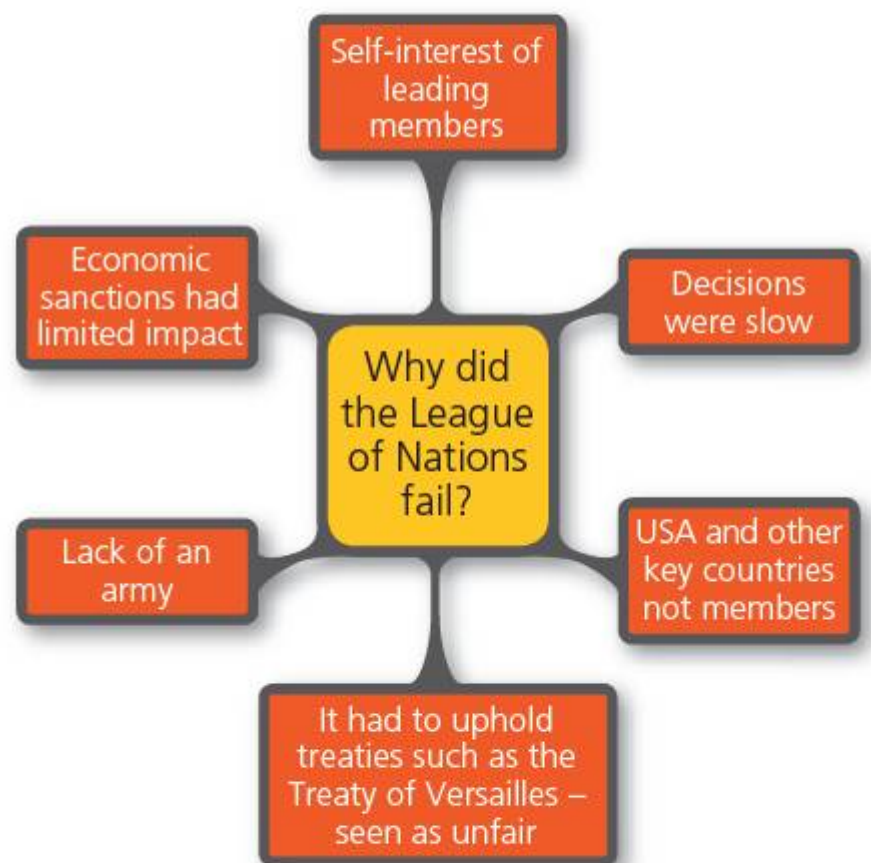 Self-interest of
leading
members
Economic
sanctions had
limited impact
Decisions
were slow
Why did
the League
of Nations
fail?
Lack of an
army
USA and other
key countries
not members
It had to uphold
treaties such as the
Treaty of Versailles –
seen as unfair